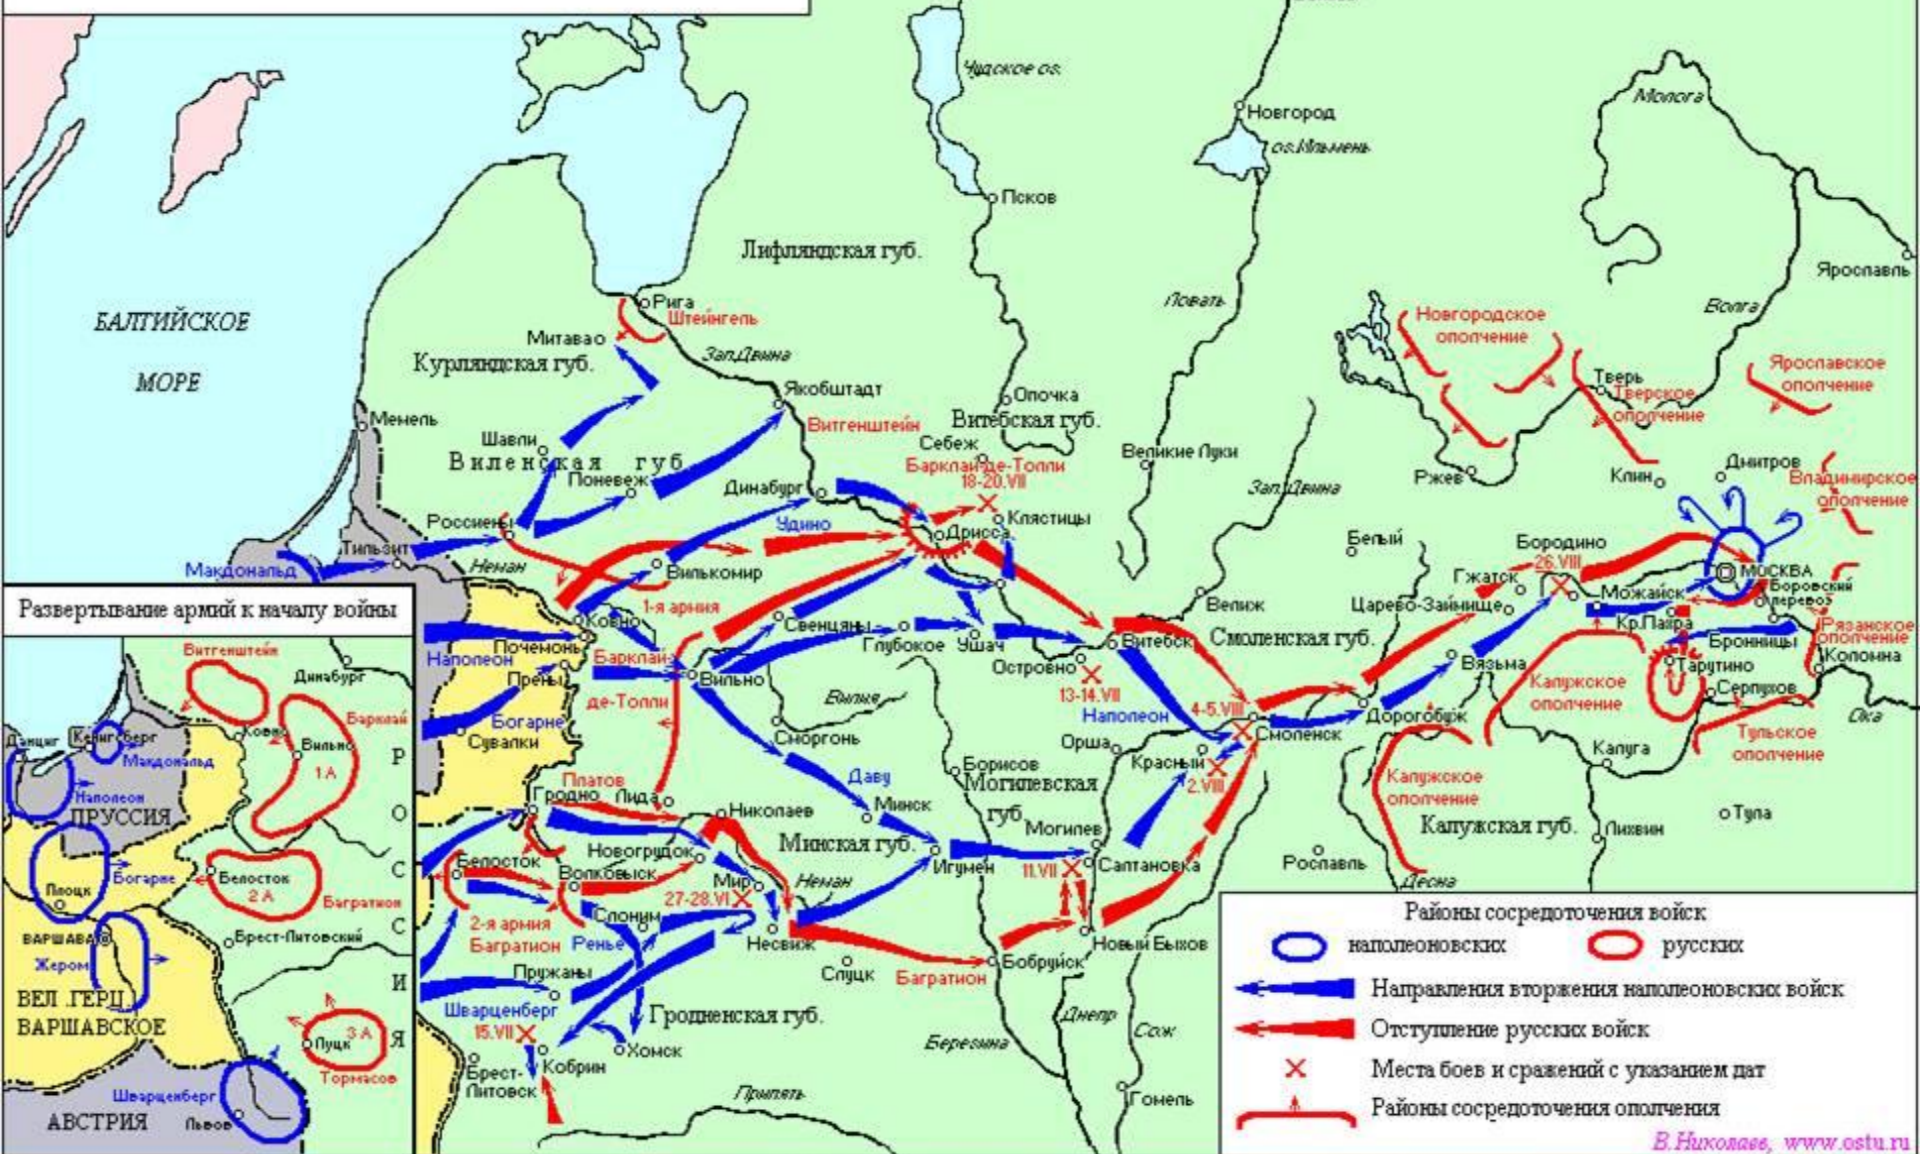 Чудское оз.
Новгород
оз.Ильмень
Молога
Псков
Лифляндская губ.
Ярославль
БАЛТИЙСКОЕ
МОРЕ
Рига
Штейнгель
Митава
Курляндская губ.
Зап.Двина
Ловать
Волга
Новгородское
ополчение
Ярославское
ополчение
Тверь
Тверское
ополчение
Якобштадт
Опочка
Витебская губ.
Мемель
Витгенштейн
Себеж
Барклай-де-Толли
18-20.VII
Шавли
Виленская губ
Поневеж
Великие Луки
Зап.Двина
Ржев
Клин
Дмитров
Владимирское
ополчение
Динабург
Удино
Клястицы
Дрисса
Россиены
Тильзит
Неман
Макдональд
Вилькомир
1-я армия
Белый
Бородино
26.VIII
Гжатск
Царево-Займище
Можайск
МОСКВА
Боровский
перевоз
Кр.Пахра
Бронницы
Рязанское
ополчение
Коломна
Велиж
Ковно
Почемонь
Наполеон
Прены
Богарне
Сувалки
Барклай-
де-Толли
Свенцяны
Вильно
Глубокое
Ушач
Островно
13-14.VII
Витебск
Смоленская губ.
Вязьма
Тарутино
Серпухов
Калужское
ополчение
Тульское
ополчение
Ока
Вилия
Сморгонь
Наполеон
4-5.VIII
Смоленск
Дорогобуж
Орша
Красный
2.VIII
Калуга
Калужское
ополчение
Калужская губ.
Лихвин
Тула
Борисов
Могилевская
губ.
Могилев
Даву
Минск
Минская губ.
Платов
Гродно
Лида
Николаев
Новогрудок
Игумен
Салтановка
11.VII
Рославль
Десна
Белосток
Волковыск
Мир
27-28.VI
Неман
2-я армия
Багратион
Слоним
Ренье
Несвиж
Слуцк
Багратион
Бобруйск
Новый Быхов
Пружаны
Шварценберг
15.VII
Гродненская губ.
Хомск
Кобрин
Брест-
Литовск
Березина
Днепр
Сож
Припять
Гомель
Развертывание армий к началу войны
Витгенштейн
Динабург
Барклай
Ковно
Вильно
1 А
Данциг
Кенигсберг
Макдональд
Наполеон
ПРУССИЯ
РОССИЯ
Плоцк
Богарне
Белосток
2 А
Багратион
ВАРШАВА
Жером
Брест-Литовский
ВЕЛ .ГЕРЦ.
ВАРШАВСКОЕ
Луцк
3 А
Тормасов
Шварценберг
Львов
АВСТРИЯ
Районы сосредоточения войск
наполеоновских
русских
Направления вторжения наполеоновских войск
Отступление русских войск
Места боев и сражений с указанием дат
Районы сосредоточения ополчения
В.Николаев, www.ostu.ru